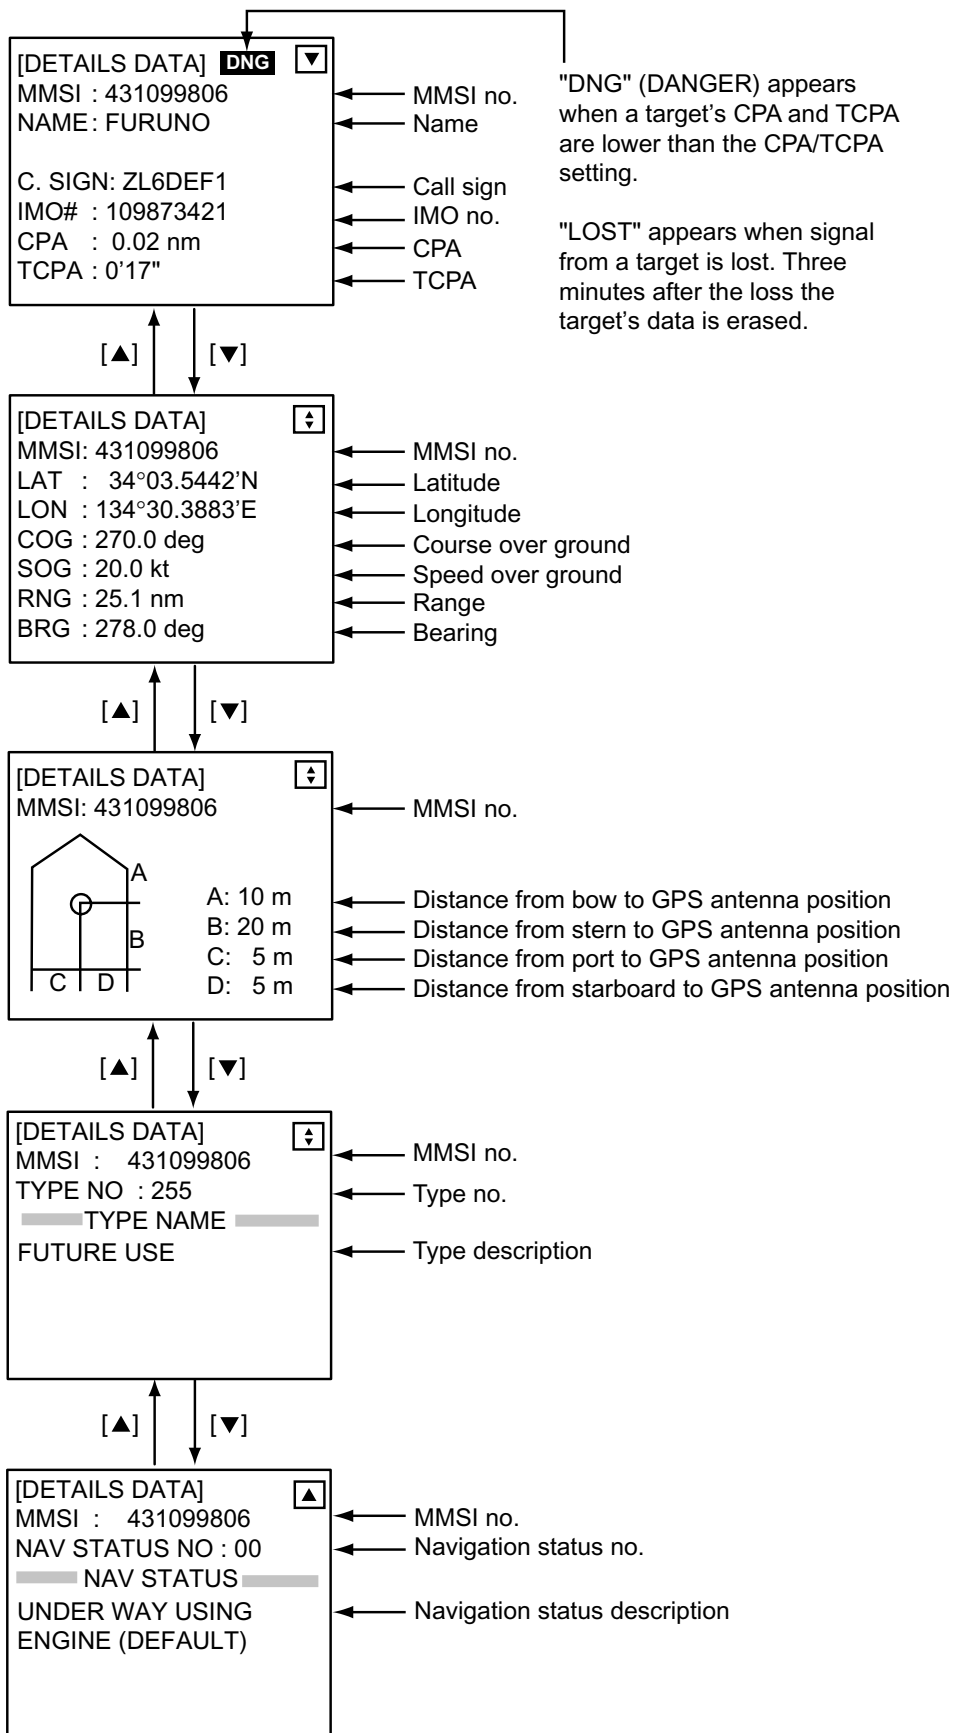 [DETAILS DATA] DNG ▼
MMSI : 431099806
NAME : FURUNO
C. SIGN: ZL6DEF1
IMO# : 109873421
CPA : 0.02 nm
TCPA : 0'17"
MMSI no.
Name
Call sign
IMO no.
CPA
TCPA
"DNG" (DANGER) appears
when a target's CPA and TCPA
are lower than the CPA/TCPA
setting.
"LOST" appears when signal
from a target is lost. Three
minutes after the loss the
target's data is erased.
[▲] [▼]
[DETAILS DATA]
MMSI: 431099806
LAT : 34°03.5442'N
LON : 134°30.3883'E
COG : 270.0 deg
SOG : 20.0 kt
RNG : 25.1 nm
BRG : 278.0 deg
MMSI no.
Latitude
Longitude
Course over ground
Speed over ground
Range
Bearing
[▲] [▼]
[DETAILS DATA]
MMSI: 431099806
A
B
C D
A: 10 m
B: 20 m
C: 5 m
D: 5 m
MMSI no.
Distance from bow to GPS antenna position
Distance from stern to GPS antenna position
Distance from port to GPS antenna position
Distance from starboard to GPS antenna position
[▲] [▼]
[DETAILS DATA]
MMSI : 431099806
TYPE NO : 255
TYPE NAME
FUTURE USE
MMSI no.
Type no.
Type description
[▲] [▼]
[DETAILS DATA] ▲
MMSI : 431099806
NAV STATUS NO : 00
NAV STATUS
UNDER WAY USING
ENGINE (DEFAULT)
MMSI no.
Navigation status no.
Navigation status description